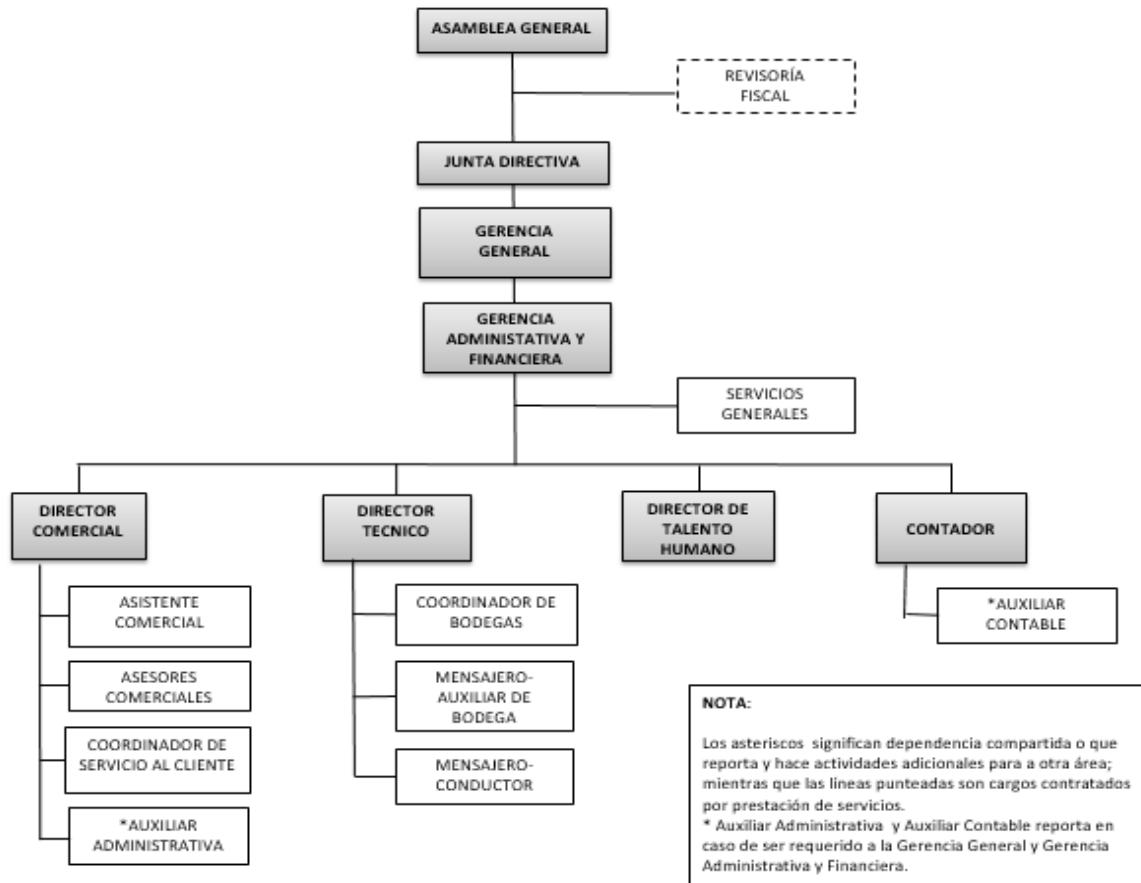 ASAMBLEA GENERAL
REVISORÍA
FISCAL
JUNTA DIRECTIVA
GERENCIA
GENERAL
GERENCIA
ADMINISTATIVA Y
FINANCIERA
SERVICIOS
GENERALES
DIRECTOR
COMERCIAL
DIRECTOR
TECNICO
DIRECTOR DE
TALENTO
HUMANO
CONTADOR
ASISTENTE
COMERCIAL
ASESORES
COMERCIALES
COORDINADOR DE
SERVICIO AL CLIENTE
*AUXILIAR
ADMINISTRATIVA
COORDINADOR DE
BODEGAS
MENSAJERO-
AUXILIAR DE
BODEGA
MENSAJERO-
CONDUCTOR
*AUXILIAR
CONTABLE
NOTA:
Los asteriscos significan dependencia compartida o que
reporta y hace actividades adicionales para a otra área;
mientras que las lineas punteadas son cargos contratados
por prestación de servicios.
* Auxiliar Administrativa y Auxiliar Contable reporta en
caso de ser requerido a la Gerencia General y Gerencia
Administrativa y Financiera.